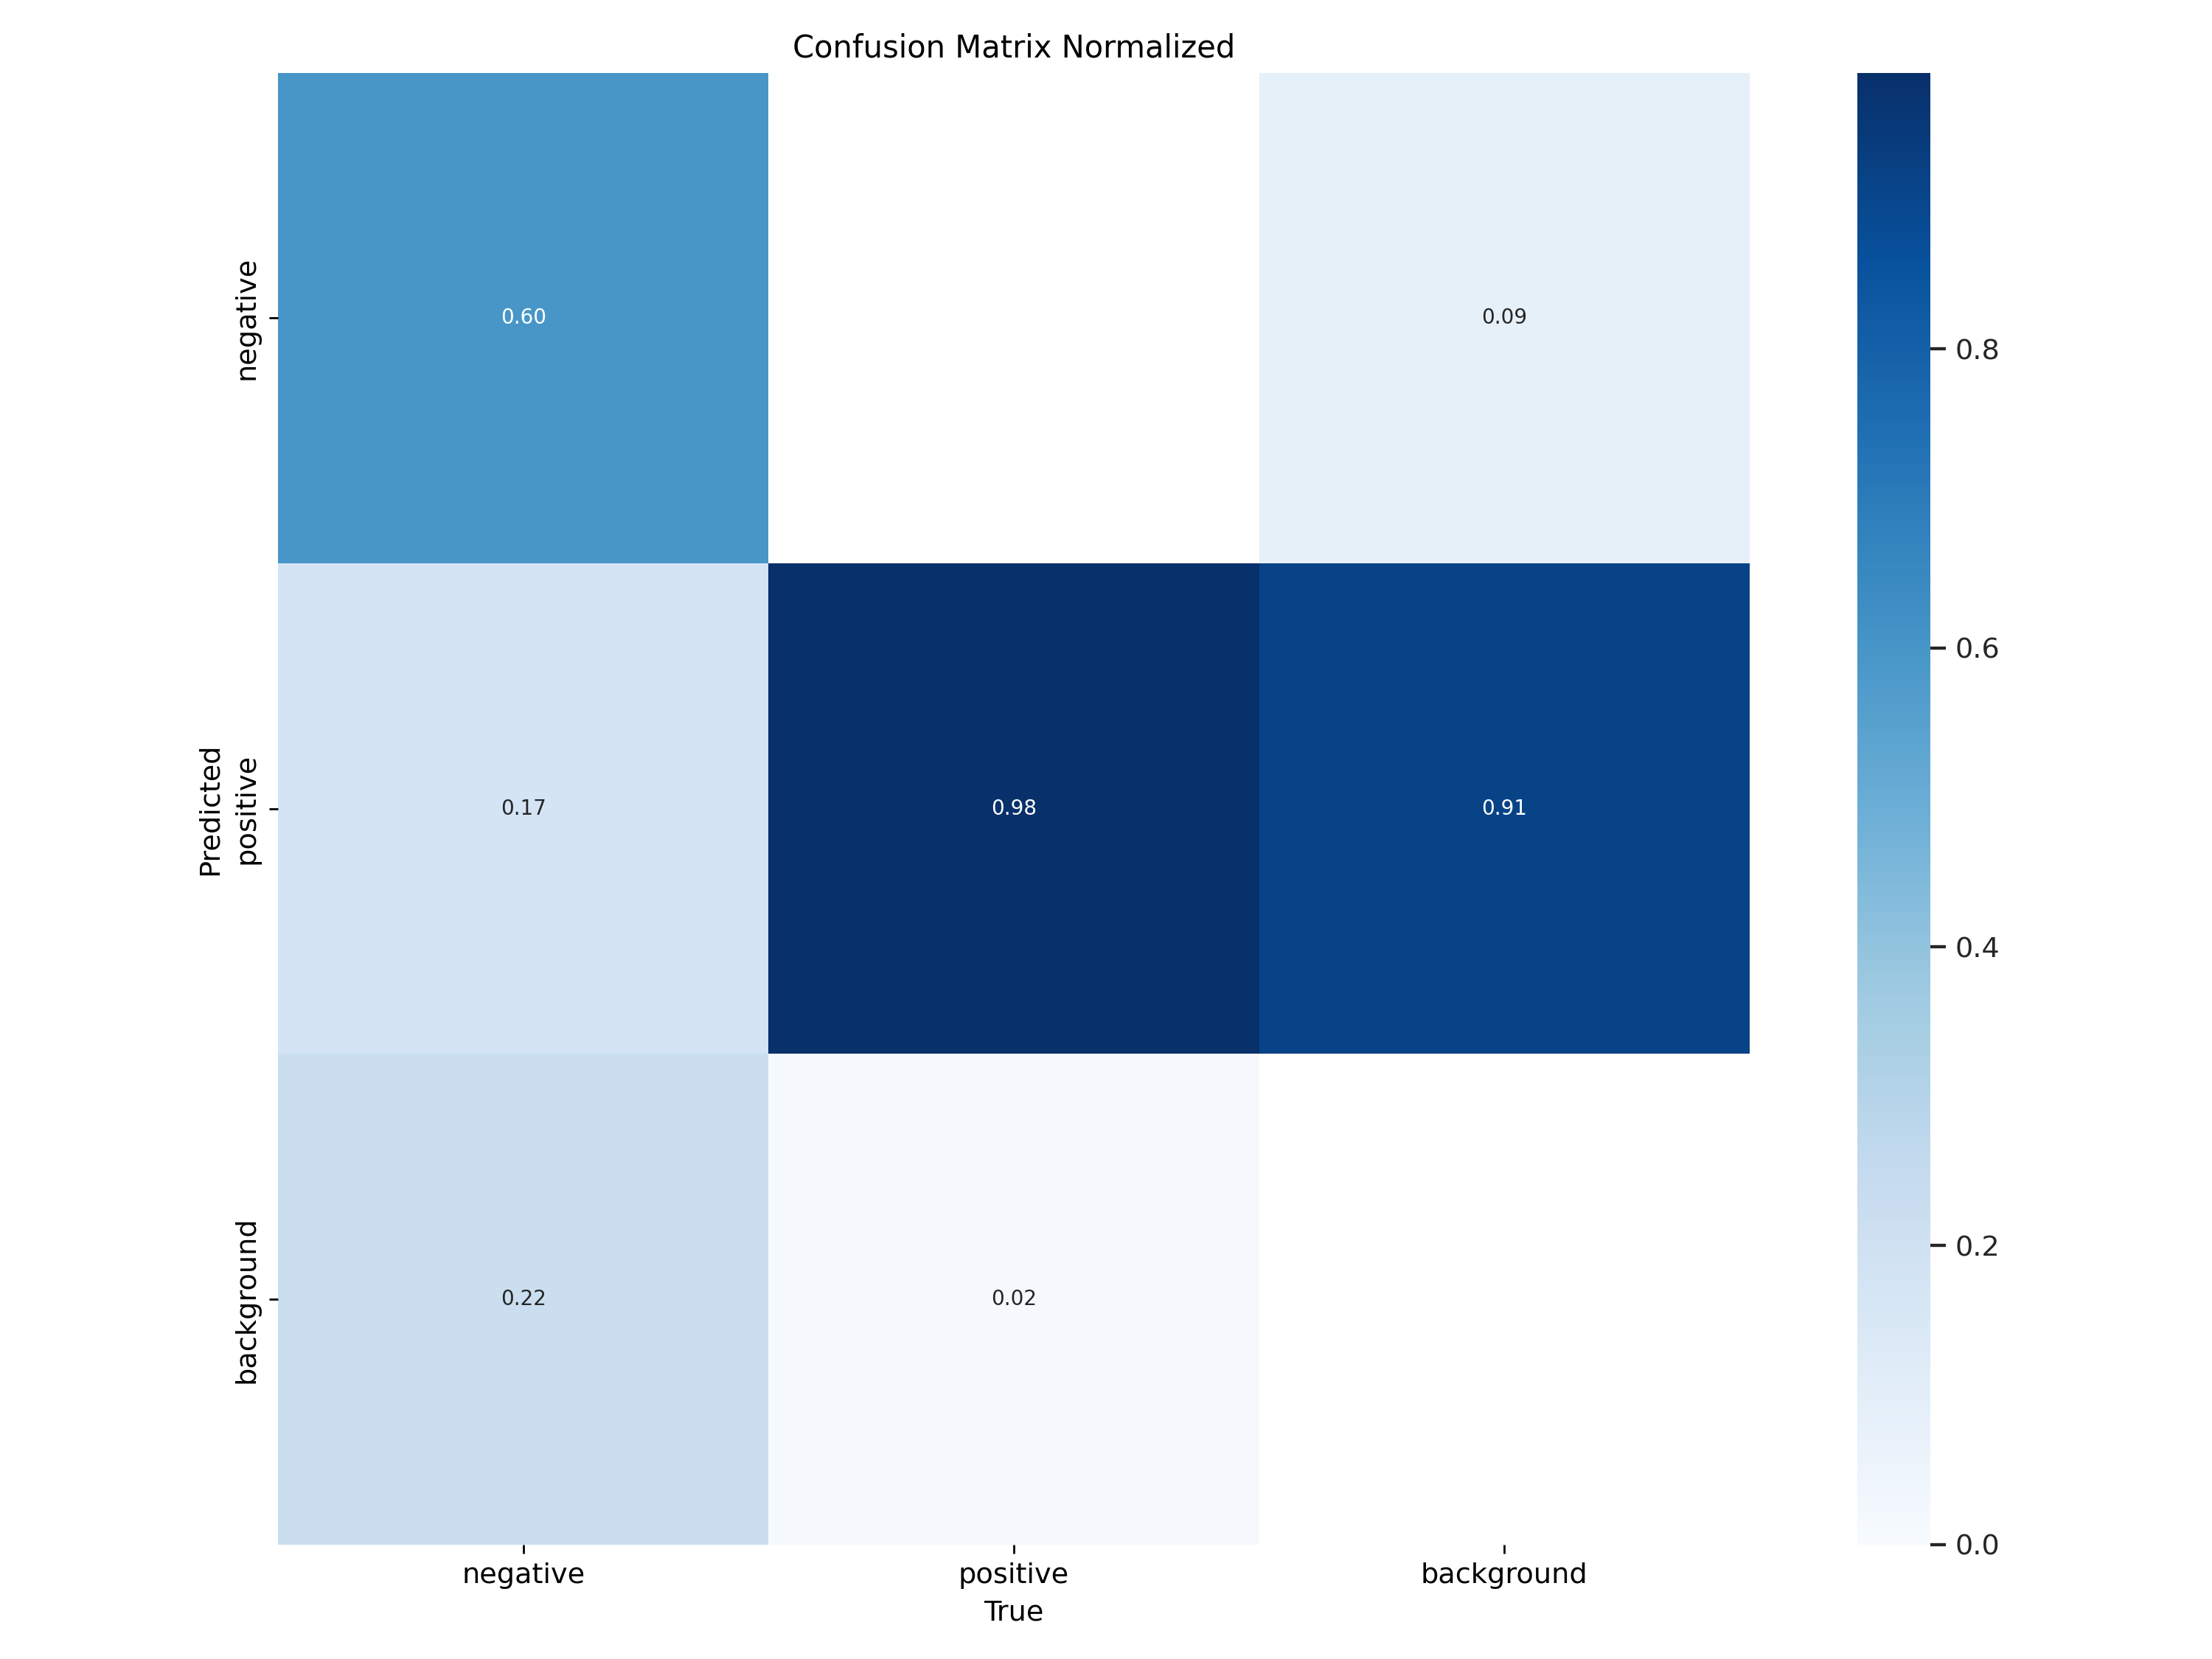 Confusion Matrix Normalized
negative
0.60
0.09
0.8
0.6
Predicted
positive
0.17
0.98
0.91
0.4
background
0.22
0.02
0.2
0.0
negative
positive
background
True